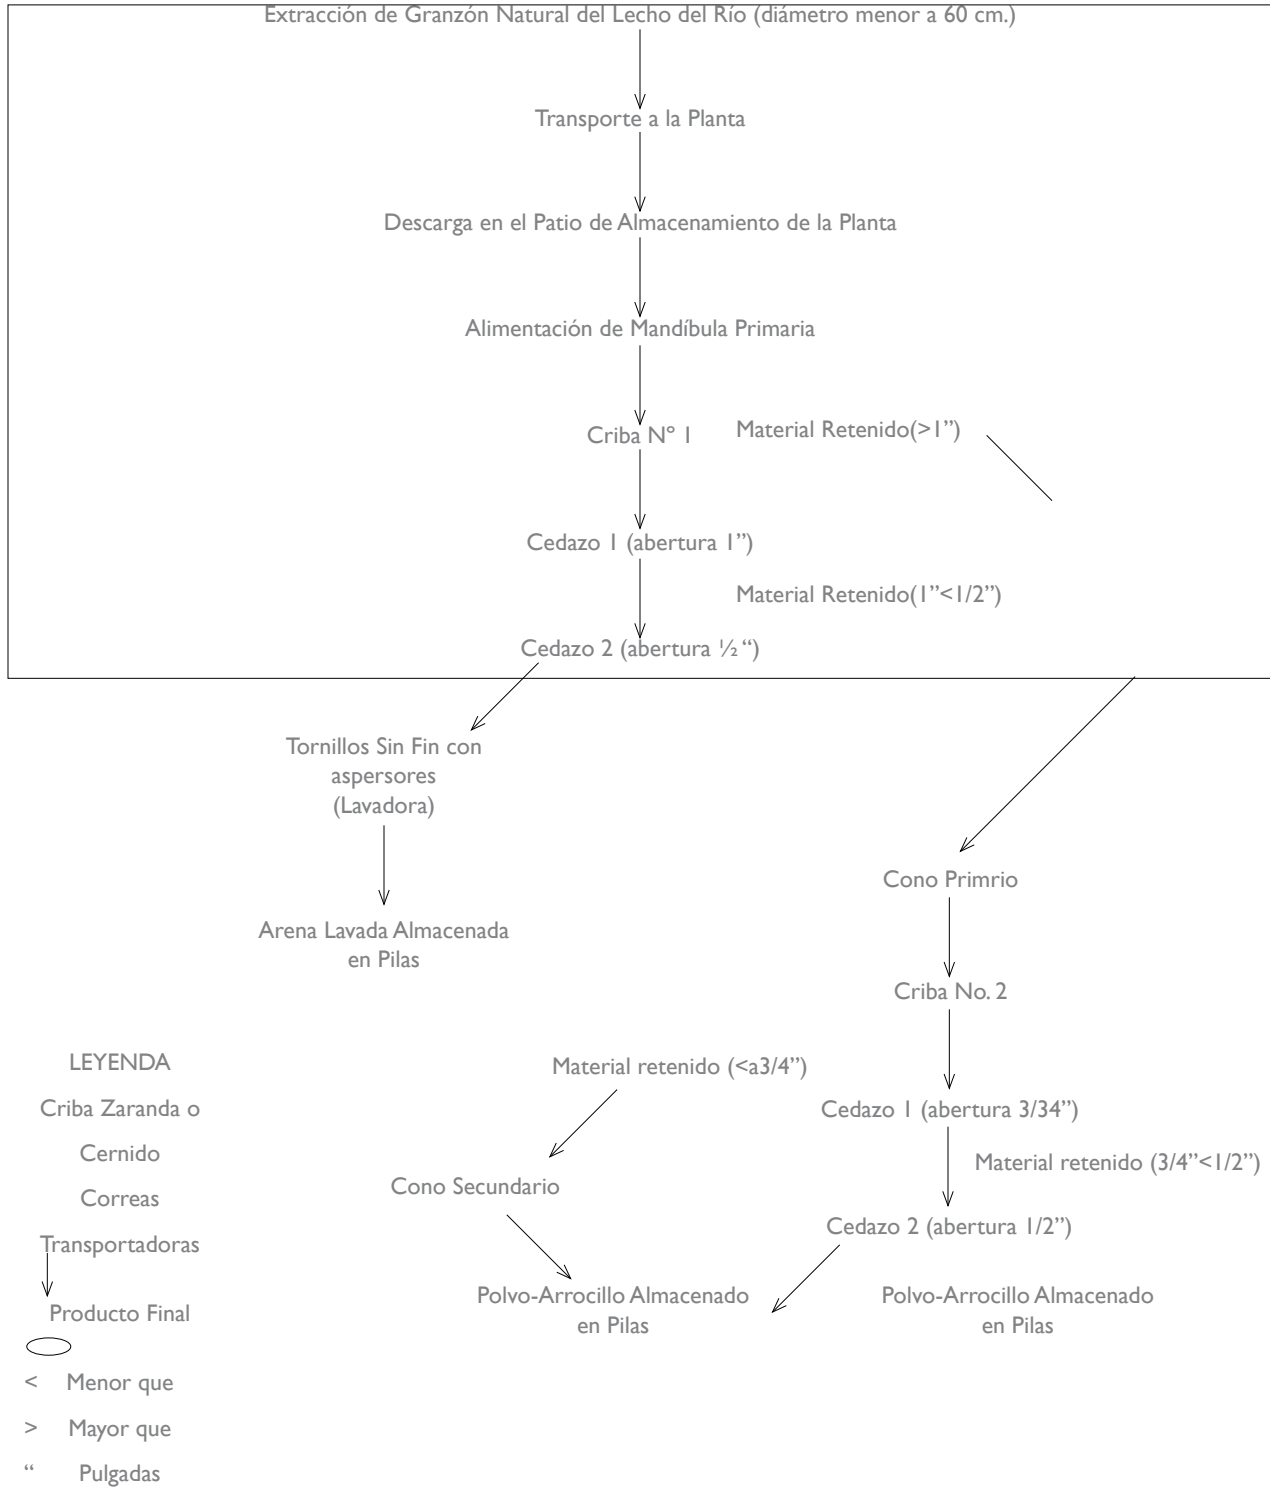 Extracción de Granzón Natural del Lecho del Río (diámetro menor a 60 cm.)
Transporte a la Planta
Descarga en el Patio de Almacenamiento de la Planta
Alimentación de Mandíbula Primaria
Criba Nº 1
Material Retenido(>1”)
Cedazo 1 (abertura 1”)
Material Retenido(1”<1/2”)
Cedazo 2 (abertura ½ “)
Tornillos Sin Fin con
aspersores
(Lavadora)
Arena Lavada Almacenada
en Pilas
Cono Primrio
Criba No. 2
Material retenido (<a3/4”)
Cedazo 1 (abertura 3/34”)
Material retenido (3/4”<1/2”)
Cono Secundario
Cedazo 2 (abertura 1/2”)
Polvo-Arrocillo Almacenado
en Pilas
Polvo-Arrocillo Almacenado
en Pilas
LEYENDA
Criba Zaranda o
Cernido
Correas
Transportadoras
Producto Final
< Menor que
> Mayor que
“ Pulgadas